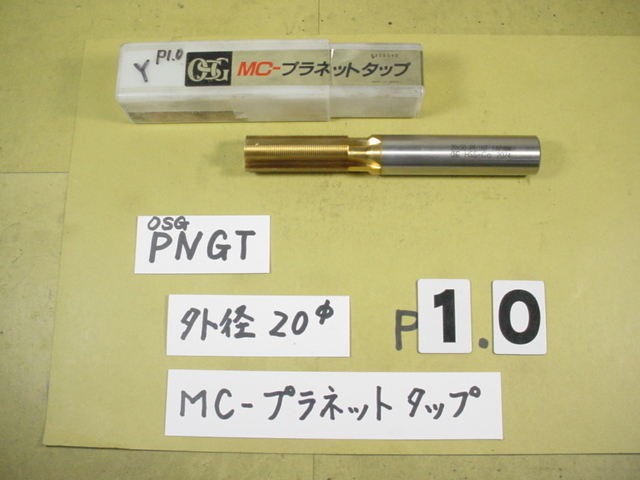 Y P1.0 OSG MC-プラネットタップ
OSG
PNGT
外径 20φ
P 1.0
MC-プラネット タップ